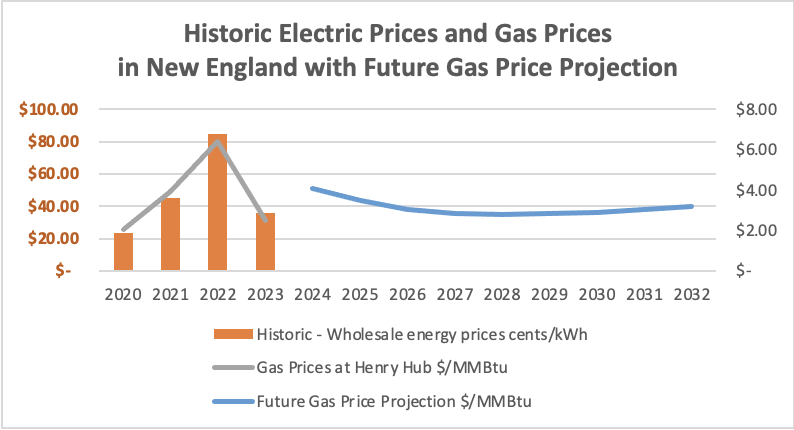 Historic Electric Prices and Gas Prices
in New England with Future Gas Price Projection
$100.00
$80.00
$60.00
$40.00
$20.00
$-
$8.00
$6.00
$4.00
$2.00
$-
2020 2021 2022 2023 2024 2025 2026 2027 2028 2029 2030 2031 2032
Historic - Wholesale energy prices cents/kWh
Gas Prices at Henry Hub $/MMBtu
Future Gas Price Projection $/MMBtu